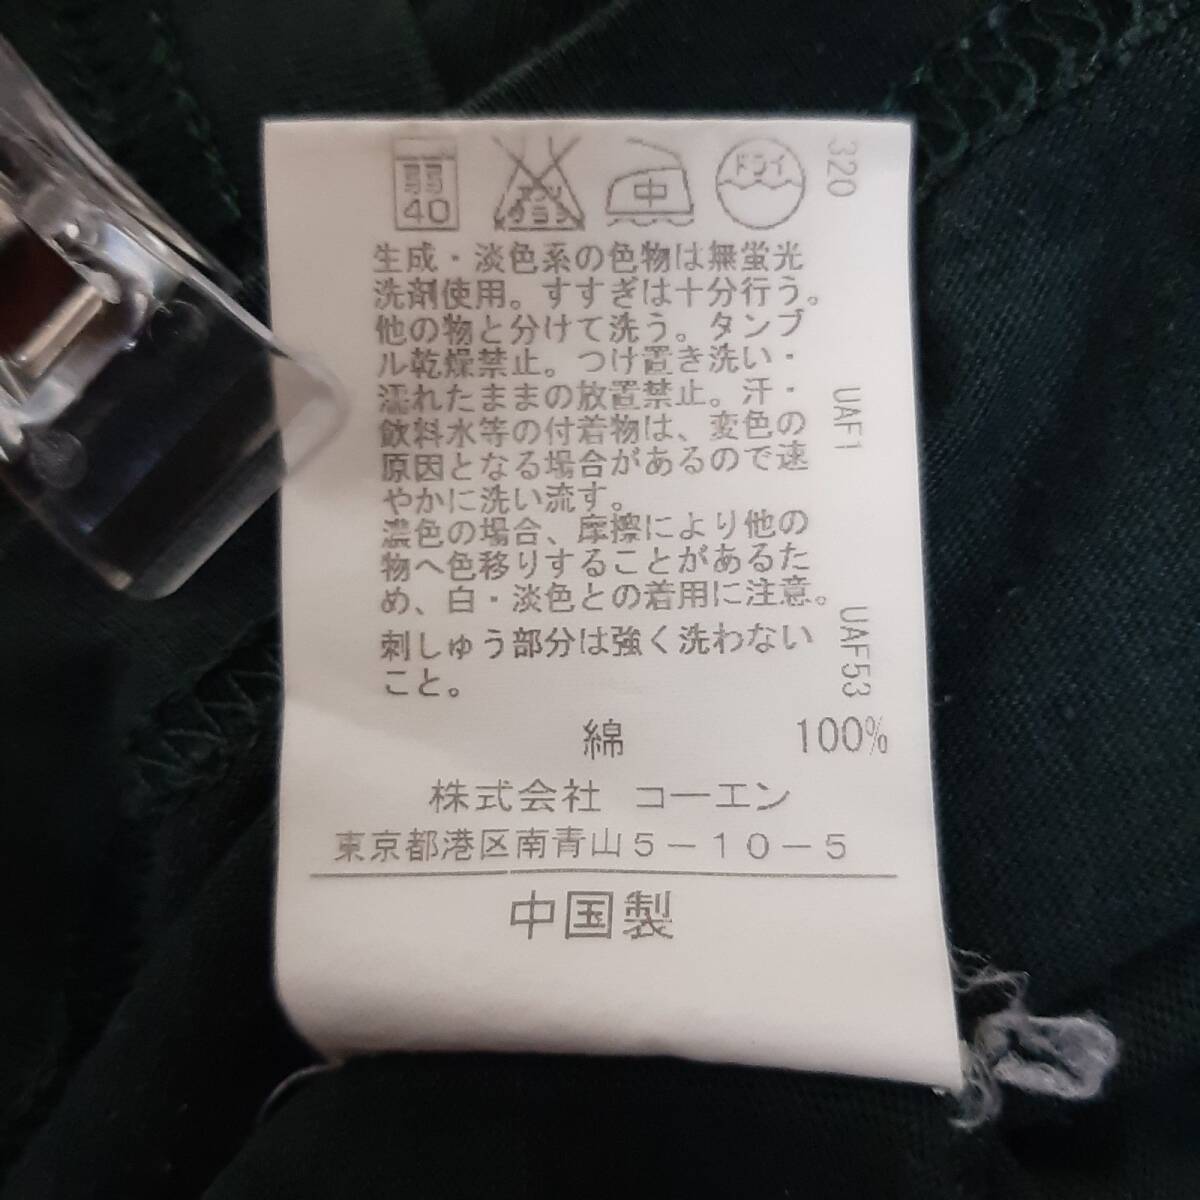 弱
40
エンソ
サラシ
中
ドライ
320
生成・淡色系の色物は無蛍光
洗剤使用。すすぎは十分行う。
他の物と分けて洗う。タンブ
ル乾燥禁止。つけ置き洗い・
濡れたままの放置禁止。汗・
飲料水等の付着物は、変色の
原因となる場合があるので速
やかに洗い流す。
濃色の場合、摩擦により他の
物へ色移りすることがあるた
め、白・淡色との着用に注意。
刺しゅう部分は強く洗わない
こと。
UAF1
UAF53
綿 100%
株式会社 コーエン
東京都港区南青山5-10-5
中国製